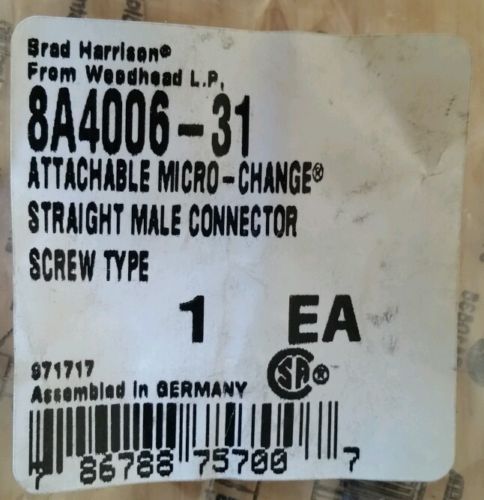 Brad Harrison®
From Woodhead L.P.
8A4006-31
ATTACHABLE MICRO-CHANGE®
STRAIGHT MALE CONNECTOR
SCREW TYPE
1 EA
971717
Assembled in GERMANY
SA®
7 86788 75700 7